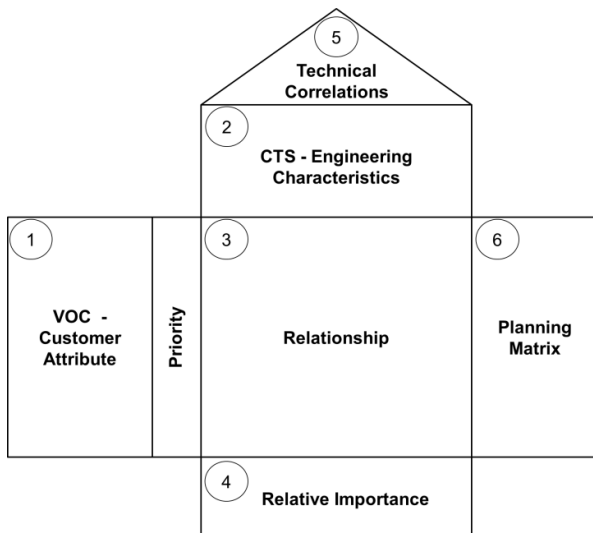 5
Technical
Correlations
2
CTS - Engineering
Characteristics
1
VOC -
Customer
Attribute
Priority
3
Relationship
6
Planning
Matrix
4
Relative Importance